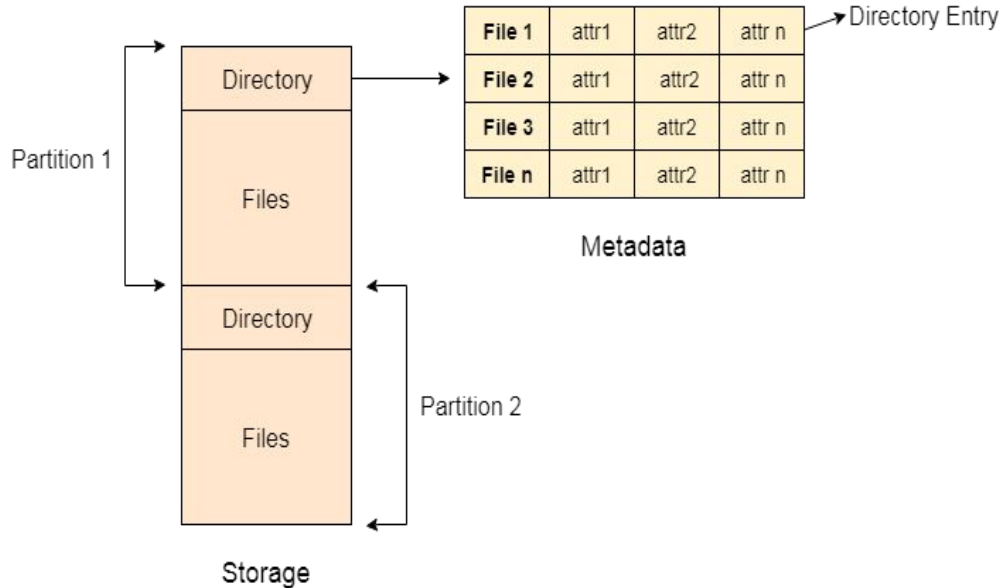 File 1 attr1 attr2 attr n
Directory Entry
File 2 attr1 attr2 attr n
File 3 attr1 attr2 attr n
File n attr1 attr2 attr n
Metadata
Directory
Partition 1
Files
Directory
Partition 2
Files
Storage